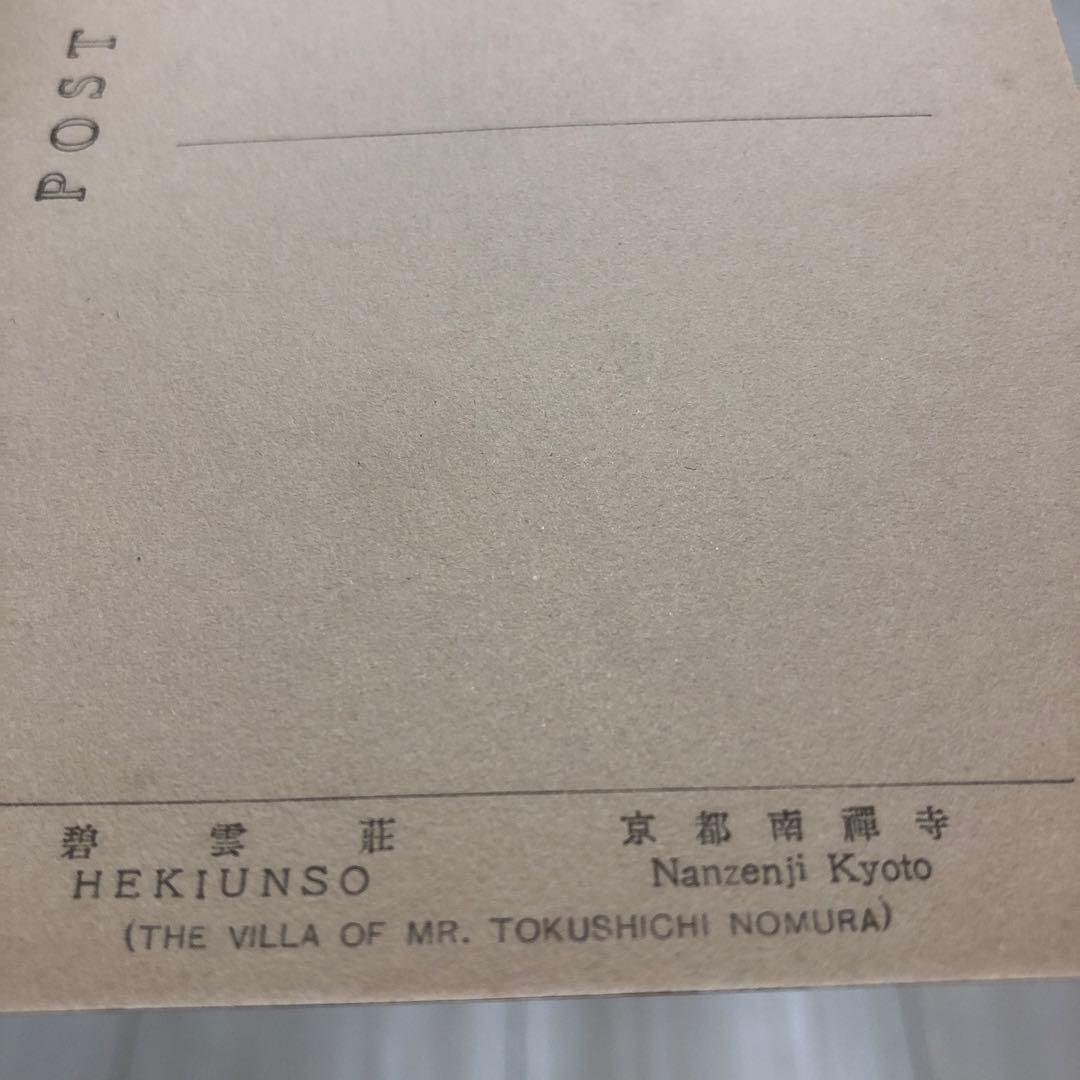 POST
碧雲莊
HEKIUNSO
京都南禪寺
Nanzenji Kyoto
(THE VILLA OF MR. TOKUSHICHI NOMURA)